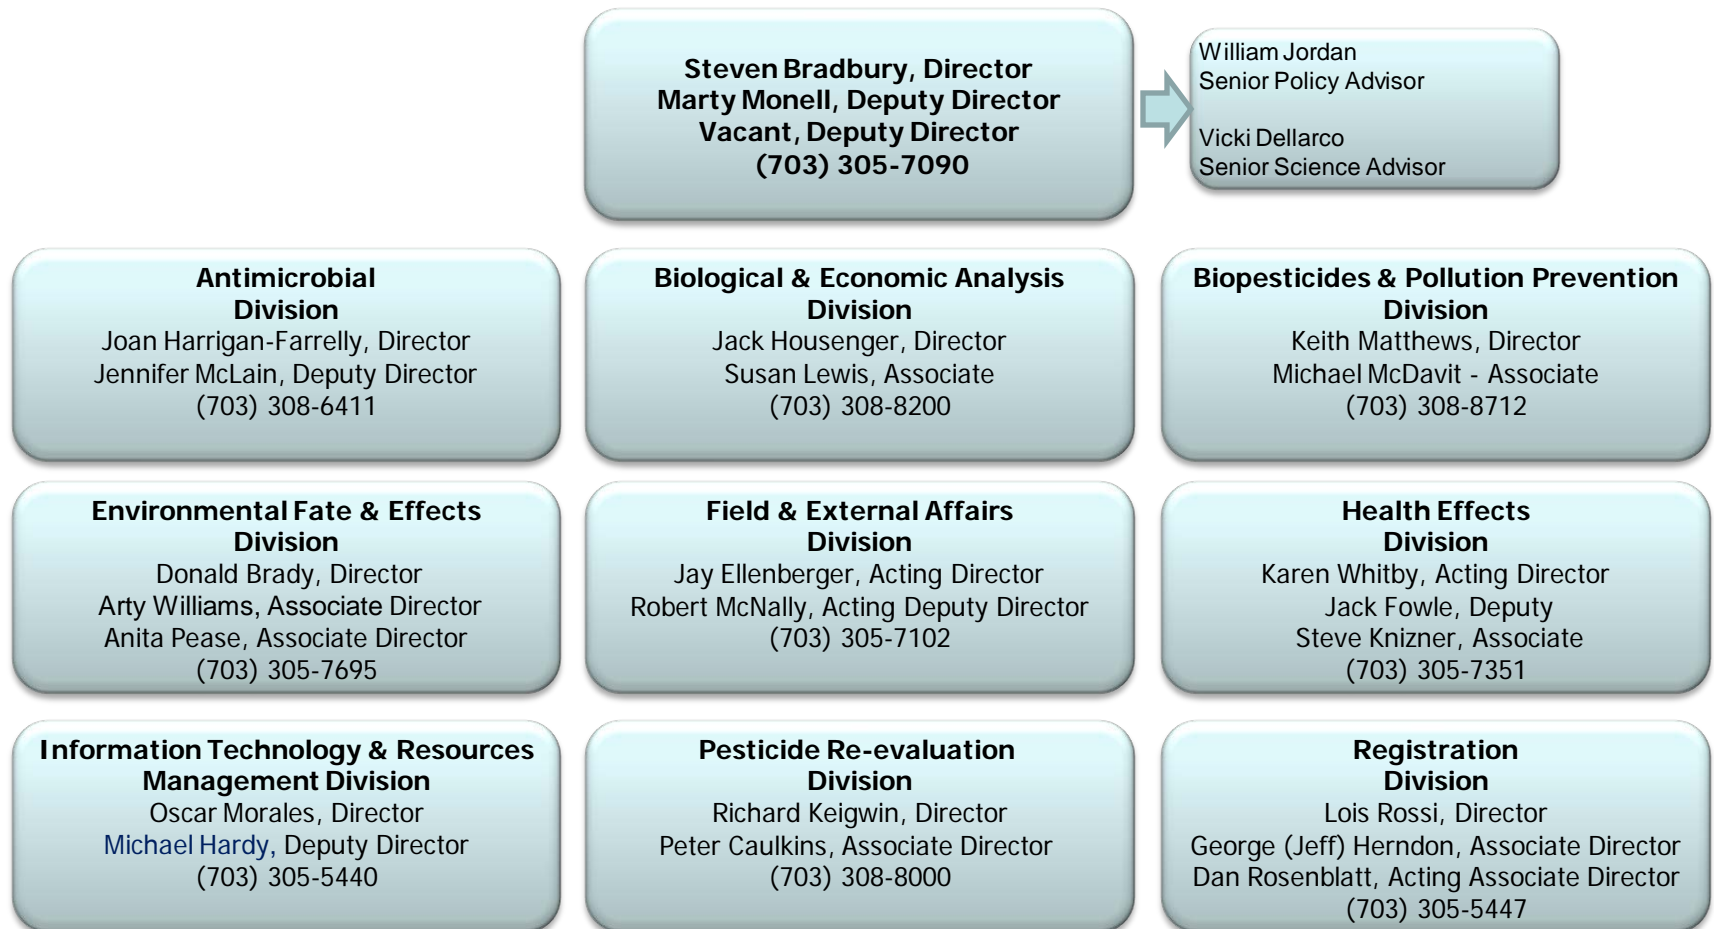 Steven Bradbury, Director
Marty Monell, Deputy Director
Vacant, Deputy Director
(703) 305-7090
William Jordan
Senior Policy Advisor
Vicki Dellarco
Senior Science Advisor
Antimicrobial
Division
Joan Harrigan-Farrelly, Director
Jennifer McLain, Deputy Director
(703) 308-6411
Biological & Economic Analysis
Division
Jack Housenger, Director
Susan Lewis, Associate
(703) 308-8200
Biopesticides & Pollution Prevention
Division
Keith Matthews, Director
Michael McDavit - Associate
(703) 308-8712
Environmental Fate & Effects
Division
Donald Brady, Director
Arty Williams, Associate Director
Anita Pease, Associate Director
(703) 305-7695
Field & External Affairs
Division
Jay Ellenberger, Acting Director
Robert McNally, Acting Deputy Director
(703) 305-7102
Health Effects
Division
Karen Whitby, Acting Director
Jack Fowle, Deputy
Steve Knizner, Associate
(703) 305-7351
Information Technology & Resources
Management Division
Oscar Morales, Director
Michael Hardy, Deputy Director
(703) 305-5440
Pesticide Re-evaluation
Division
Richard Keigwin, Director
Peter Caulkins, Associate Director
(703) 308-8000
Registration
Division
Lois Rossi, Director
George (Jeff) Herndon, Associate Director
Dan Rosenblatt, Acting Associate Director
(703) 305-5447